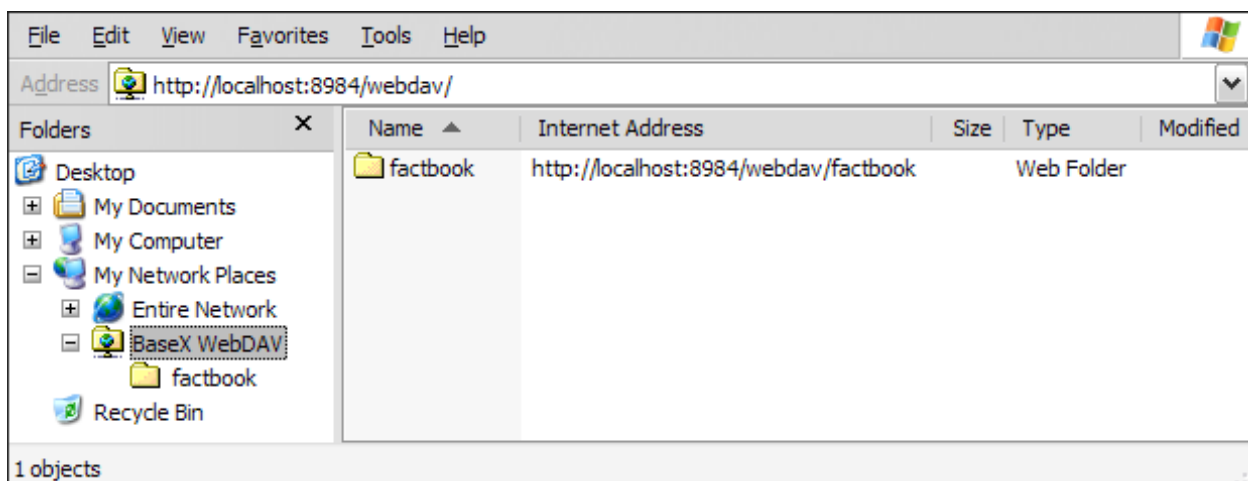 File Edit View Favorites Tools Help
Address http://localhost:8984/webdav/
Folders
Name Internet Address Size Type Modified
Desktop
factbook http://localhost:8984/webdav/factbook Web Folder
My Documents
My Computer
My Network Places
Entire Network
BaseX WebDAV
factbook
Recycle Bin
1 objects